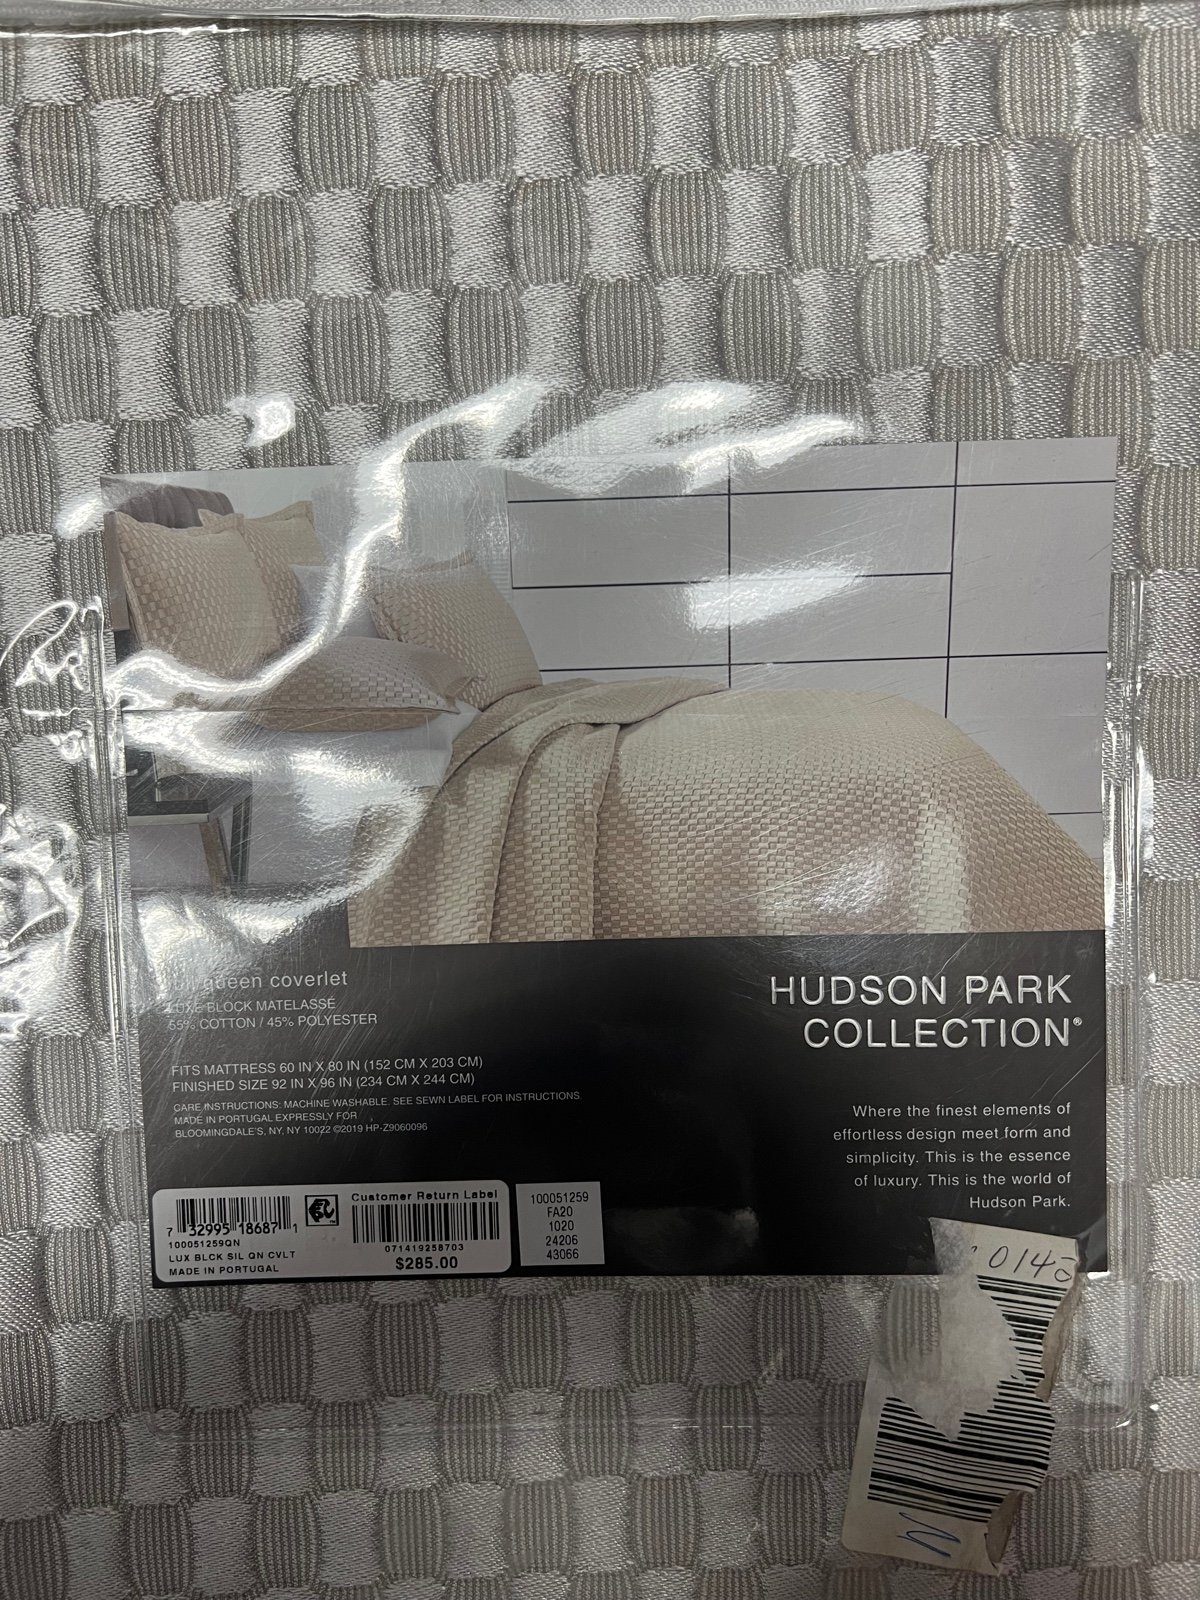 queen coverlet
LUXE BLOCK MATELASSÉ
55% COTTON / 45% POLYESTER
FITS MATTRESS 60 IN X 80 IN (152 CM X 203 CM)
FINISHED SIZE 92 IN X 96 IN (234 CM X 244 CM)
CARE INSTRUCTIONS: MACHINE WASHABLE. SEE SEWN LABEL FOR INSTRUCTIONS
MADE IN PORTUGAL EXPRESSLY FOR
BLOOMINGDALE'S, NY, NY 10022 ©2019 HP-Z9060096
HUDSON PARK
COLLECTION®
Where the finest elements of
effortless design meet form and
simplicity. This is the essence
of luxury. This is the world of
Hudson Park.
7 32995 18687 1
100051259QN
LUX BLCK SIL QN CVLT
MADE IN PORTUGAL
Customer Return Label
071419258703
$285.00
100051259
FA20
1020
24206
43066
0140